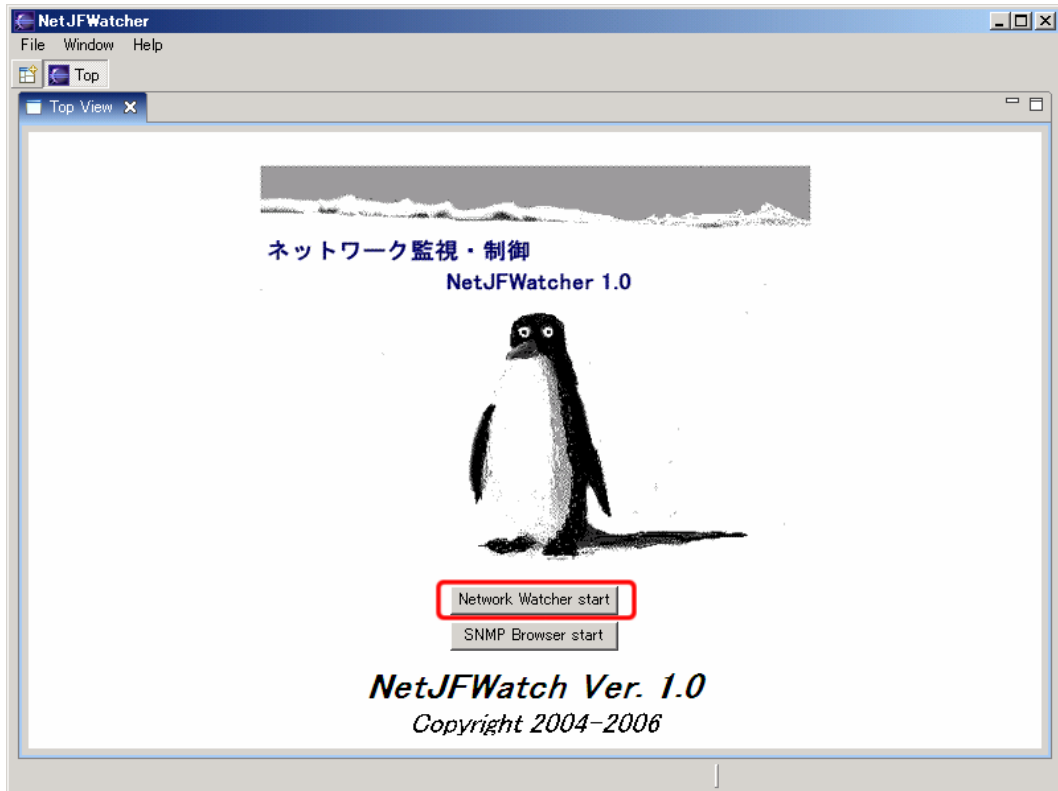 NetJFWatcher
File Window Help
Top
Top View
ネットワーク監視・制御
NetJFWatcher 1.0
Network Watcher start
SNMP Browser start
NetJFWatch Ver. 1.0
Copyright 2004-2006